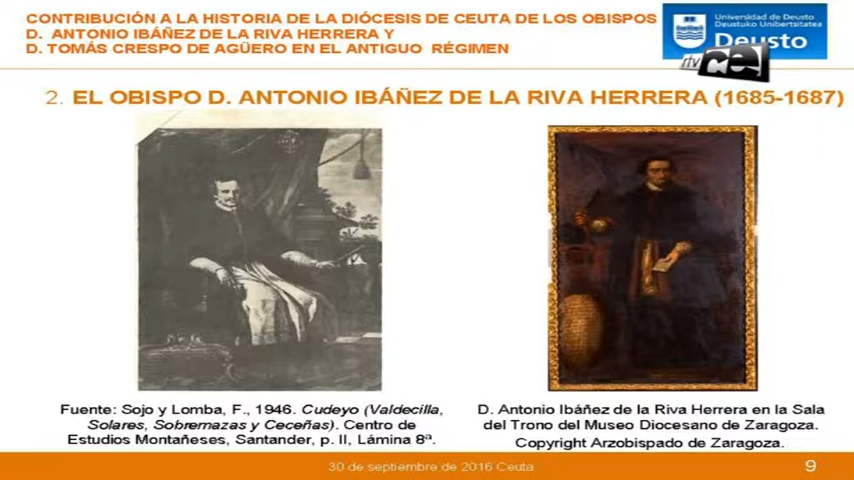 CONTRIBUCIÓN A LA HISTORIA DE LA DIÓCESIS DE CEUTA DE LOS OBISPOS
D. ANTONIO IBÁÑEZ DE LA RIVA HERRERA Y
D. TOMÁS CRESPO DE AGÜERO EN EL ANTIGUO RÉGIMEN
Universidad de Deusto
Deustuko Unibertsitatea
Deusto
rtvce!
2. EL OBISPO D. ANTONIO IBÁÑEZ DE LA RIVA HERRERA (1685-1687)
Fuente: Sojo y Lomba, F., 1946. Cudeyo (Valdecilla,
Solares, Sobremazas y Ceceñas). Centro de
Estudios Montañeses, Santander, p. II, Lámina 8ª.
D. Antonio Ibáñez de la Riva Herrera en la Sala
del Trono del Museo Diocesano de Zaragoza.
Copyright Arzobispado de Zaragoza.
30 de septiembre de 2016 Ceuta
9